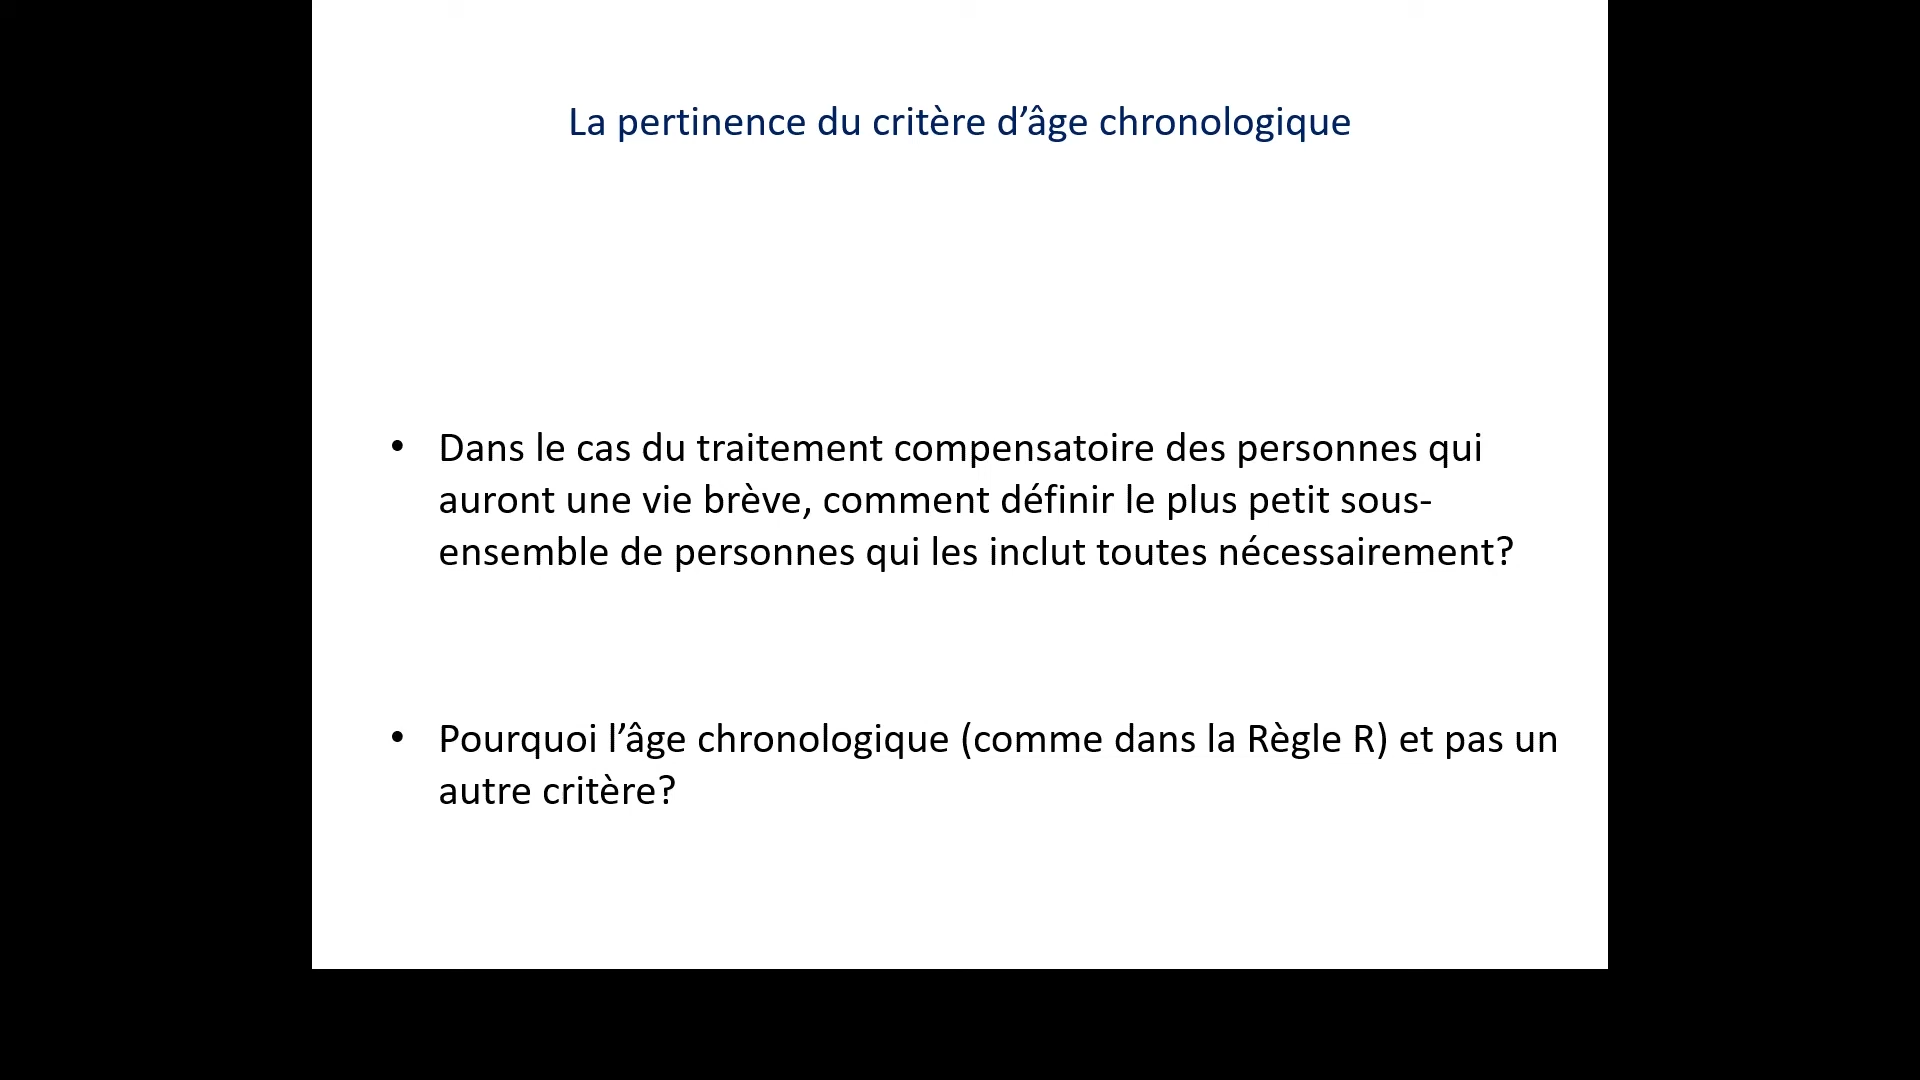 La pertinence du critère d’âge chronologique
• Dans le cas du traitement compensatoire des personnes qui
auront une vie brève, comment définir le plus petit sous-
ensemble de personnes qui les inclut toutes nécessairement?
• Pourquoi l’âge chronologique (comme dans la Règle R) et pas un
autre critère?